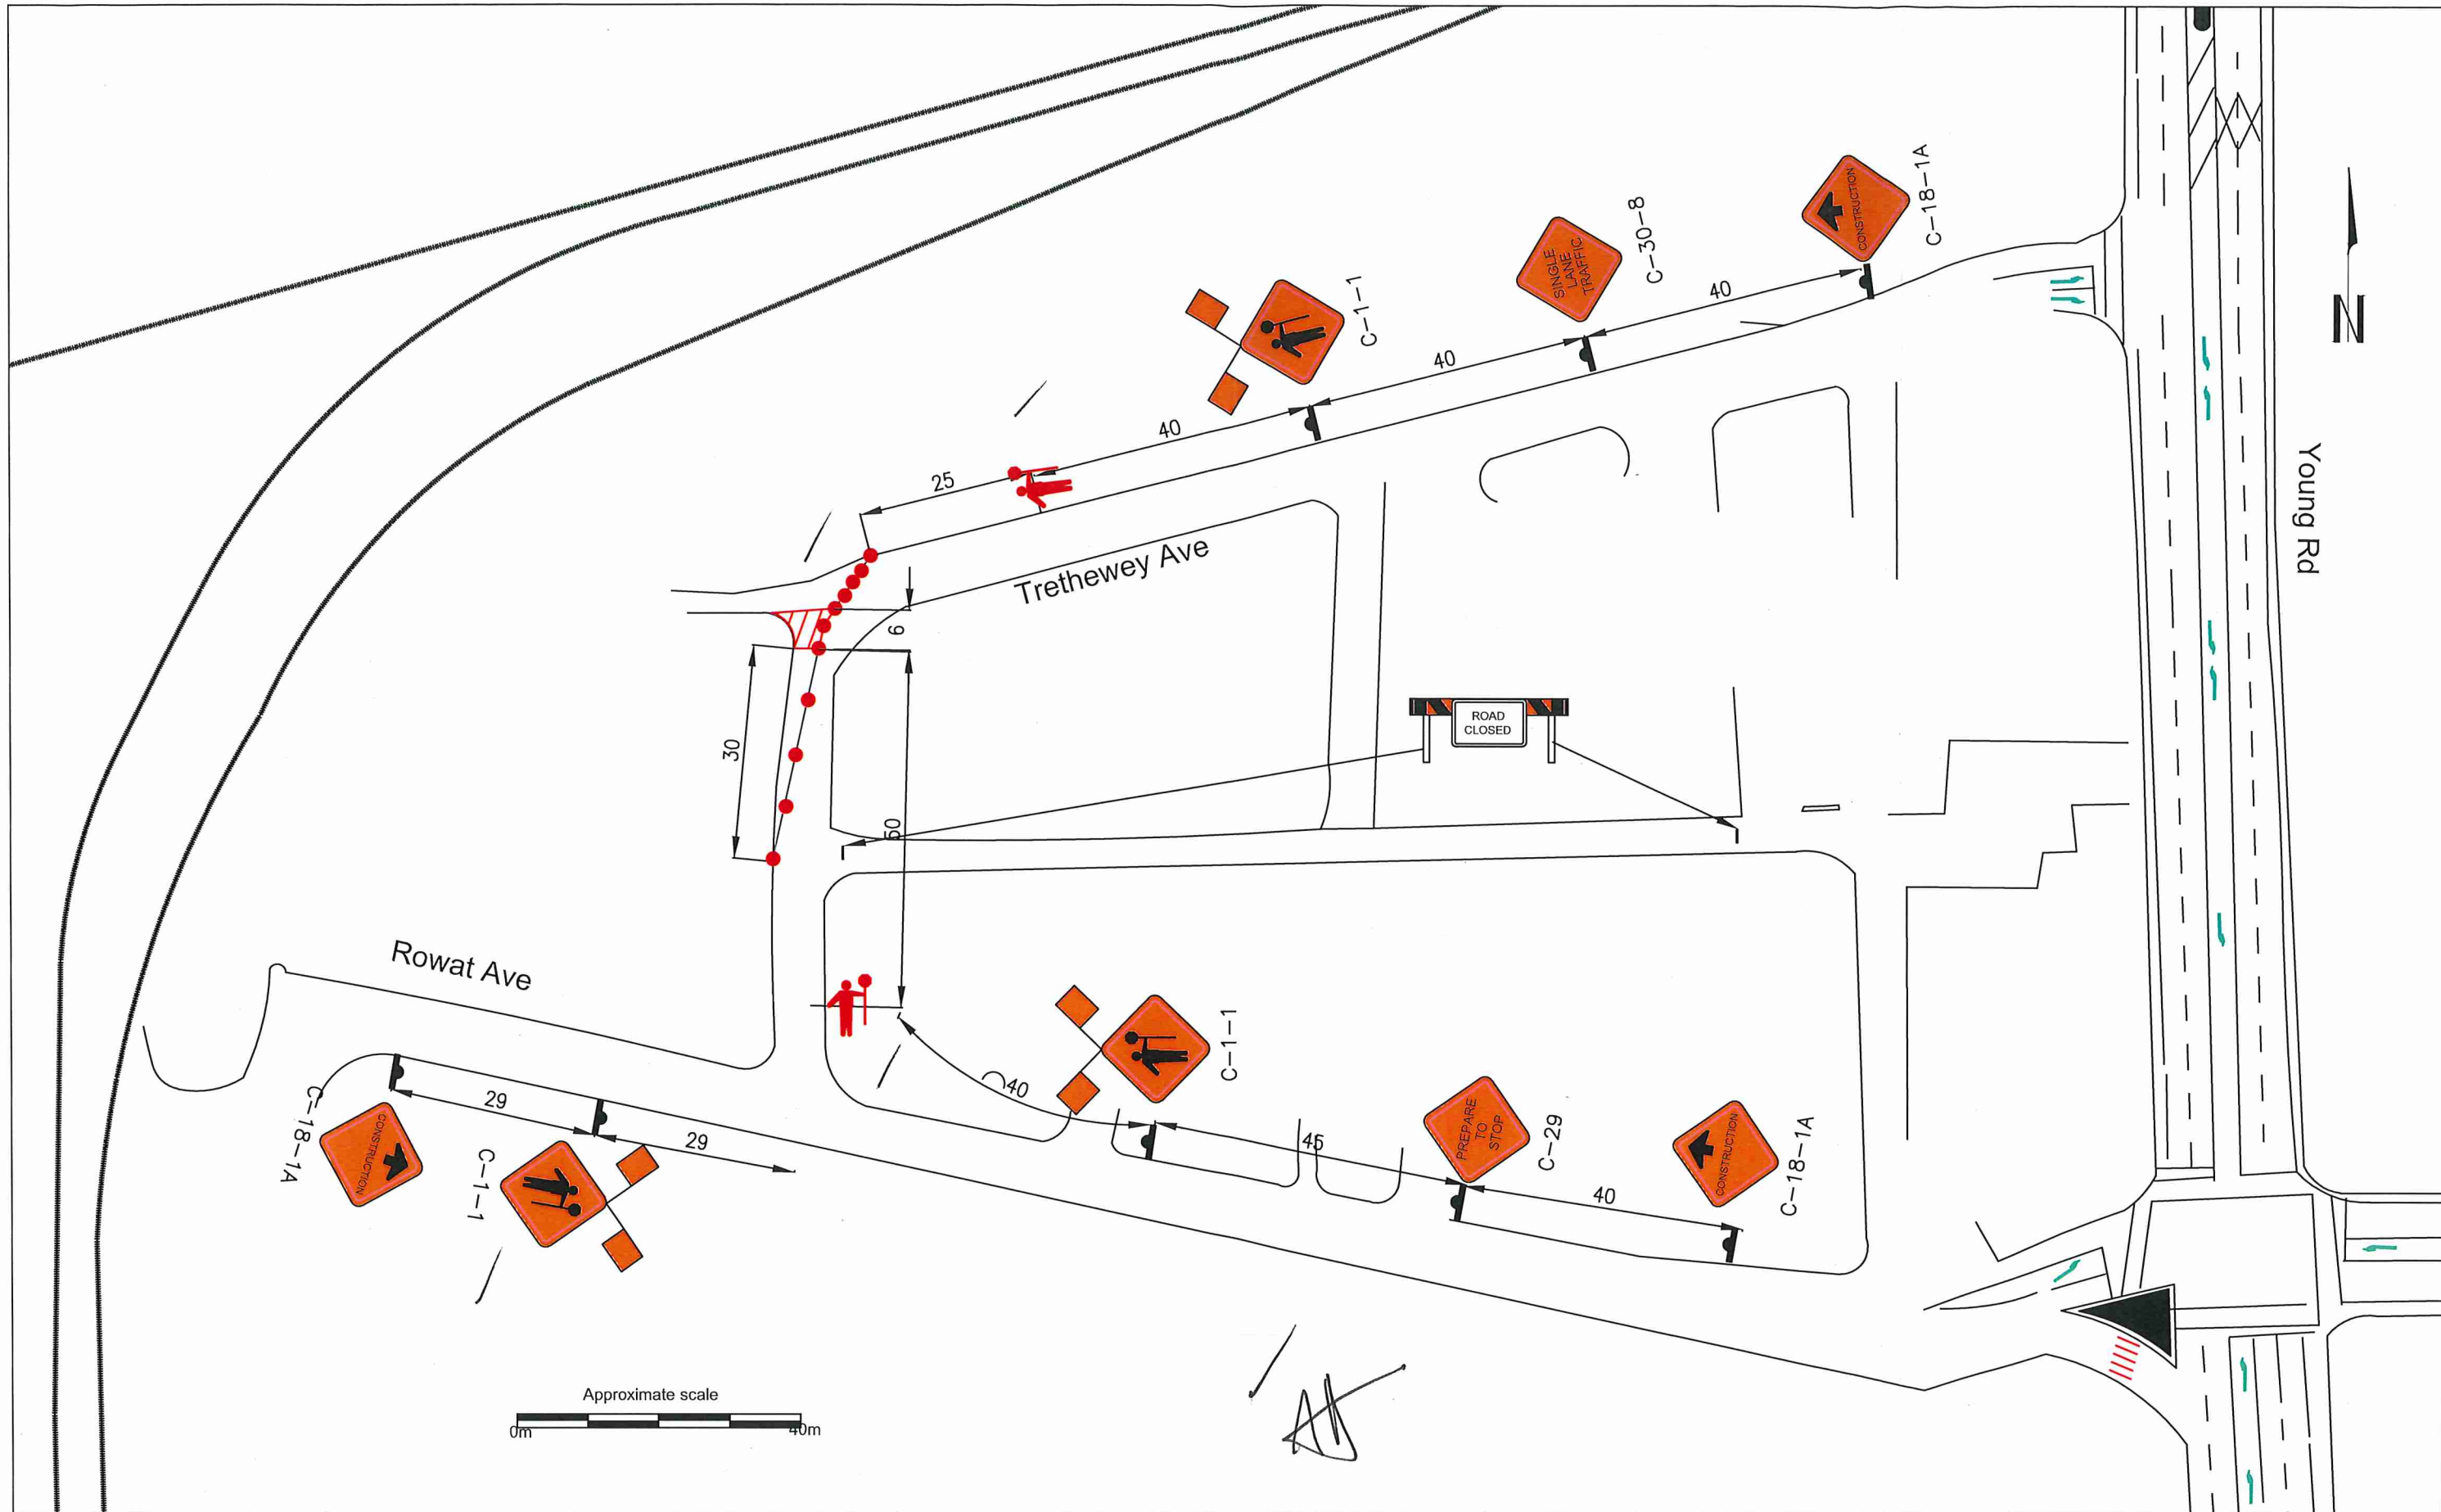 CONSTRUCTION
C-18-1A
SINGLE
LANE
TRAFFIC
C-30-8
C-1-1
40
40
40
25
N
Young Rd
Trethewey Ave
6
30
ROAD
CLOSED
50
Rowat Ave
C-1-1
40
PREPARE
TO
STOP
C-29
CONSTRUCTION
C-18-1A
45
40
29
29
C-18-1A
CONSTRUCTION
C-1-1
Approximate scale
0m
40m